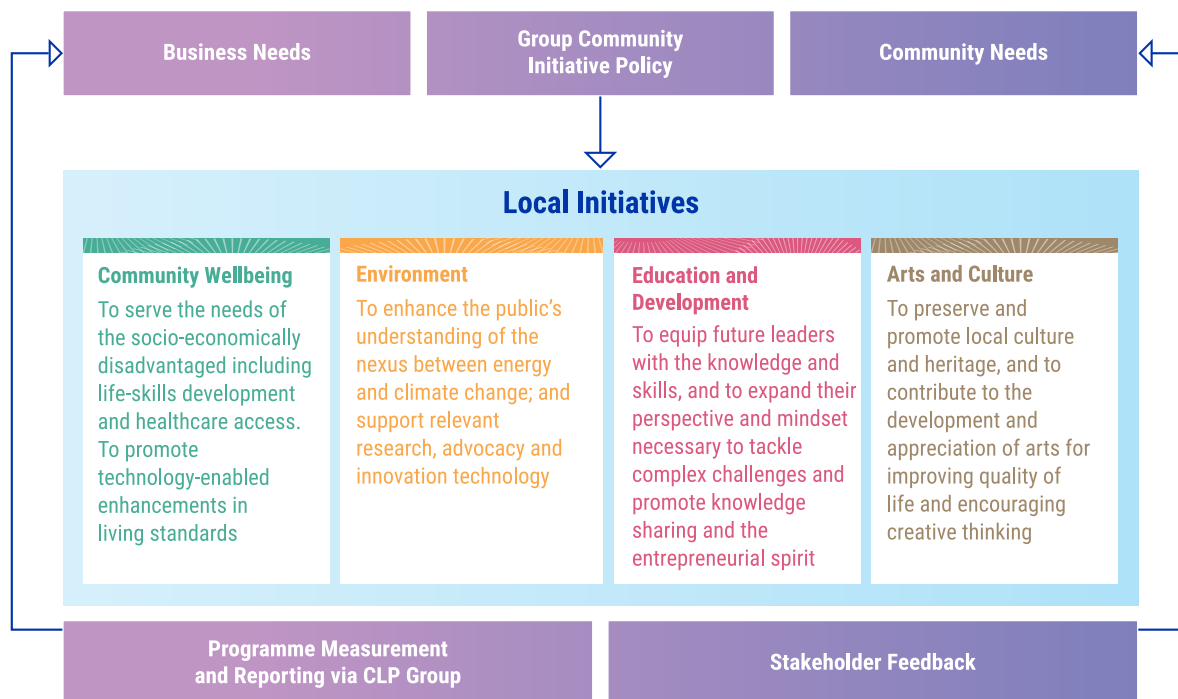 Business Needs
Group Community
Initiative Policy
Community Needs
Local Initiatives
Community Wellbeing
To serve the needs of
the socio-economically
disadvantaged including
life-skills development
and healthcare access.
To promote
technology-enabled
enhancements in
living standards
Environment
To enhance the public’s
understanding of the
nexus between energy
and climate change; and
support relevant
research, advocacy and
innovation technology
Education and
Development
To equip future leaders
with the knowledge and
skills, and to expand their
perspective and mindset
necessary to tackle
complex challenges and
promote knowledge
sharing and the
entrepreneurial spirit
Arts and Culture
To preserve and
promote local culture
and heritage, and to
contribute to the
development and
appreciation of arts for
improving quality of
life and encouraging
creative thinking
Programme Measurement
and Reporting via CLP Group
Stakeholder Feedback